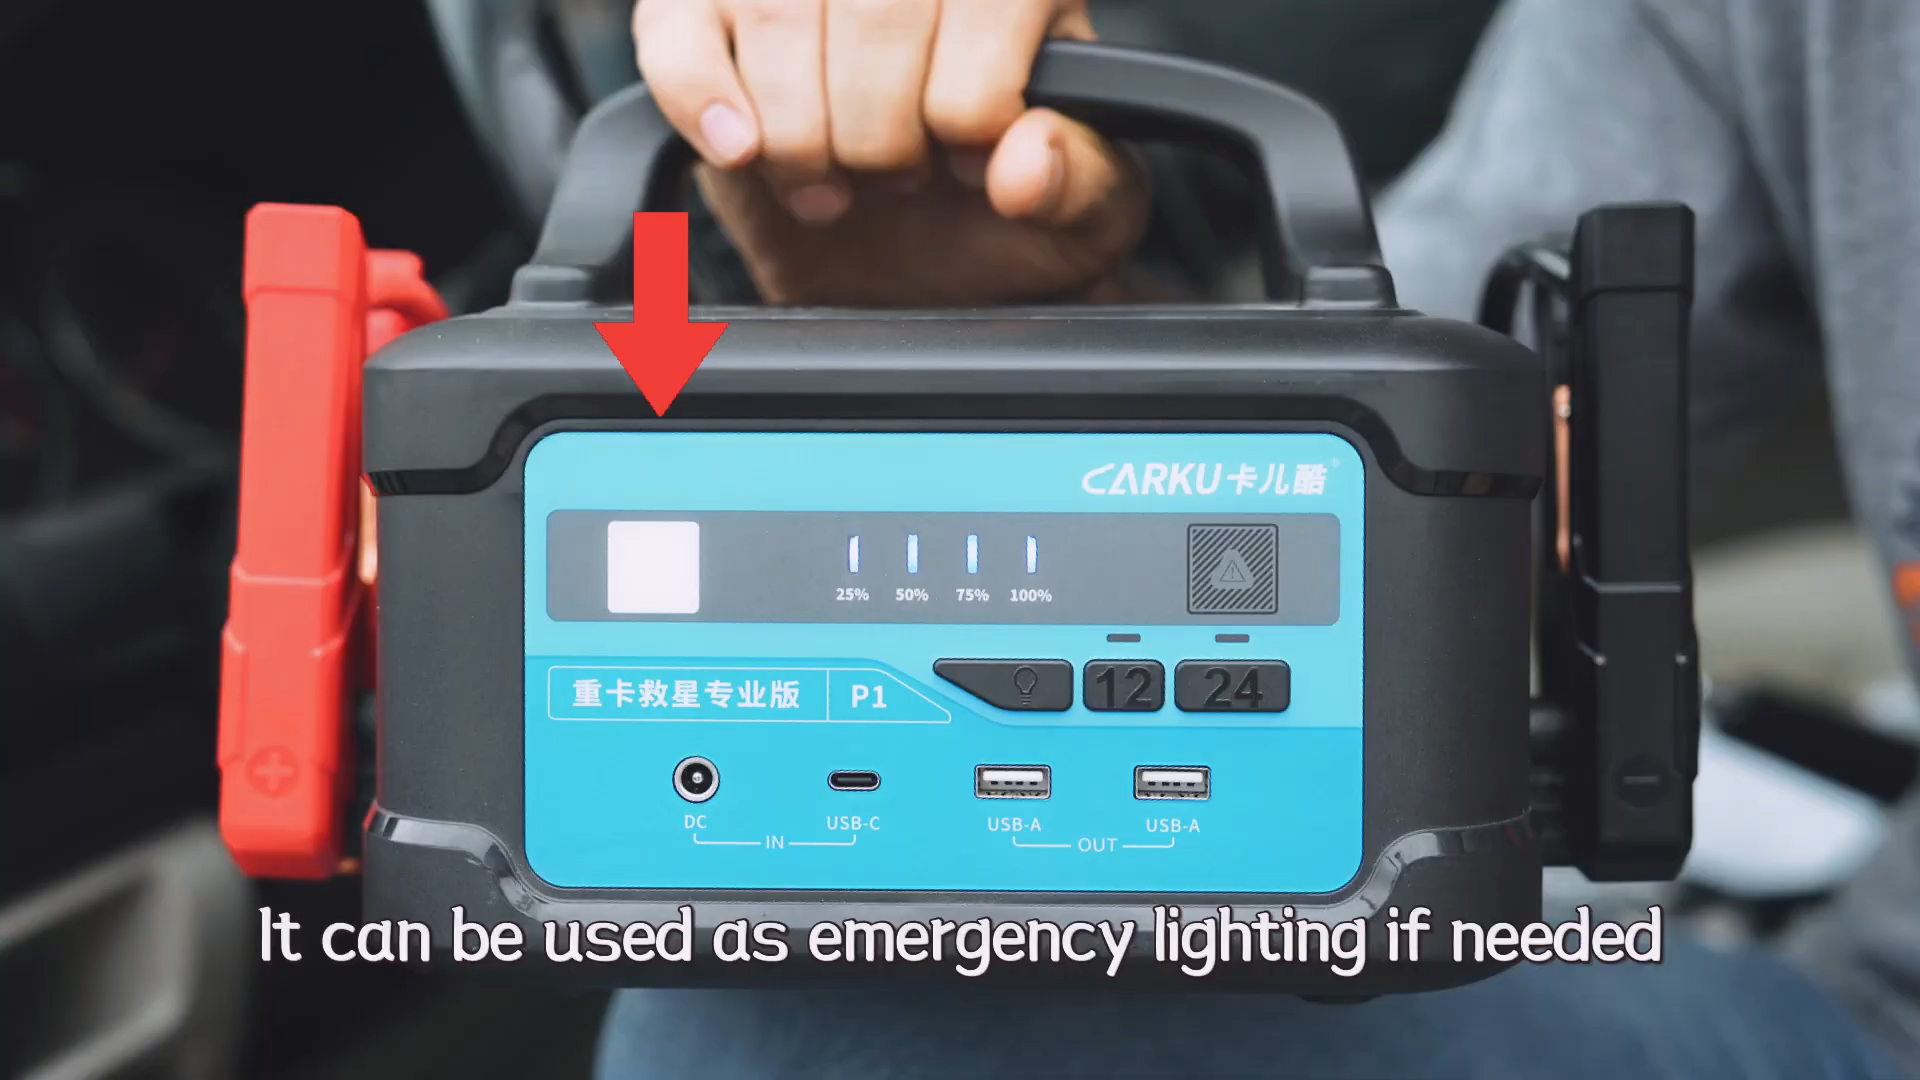 CARKU卡儿酷®
25% 50% 75% 100%
12 24
重卡救星专业版 P1
DC USB-C USB-A USB-A
IN OUT
It can be used as emergency lighting if needed